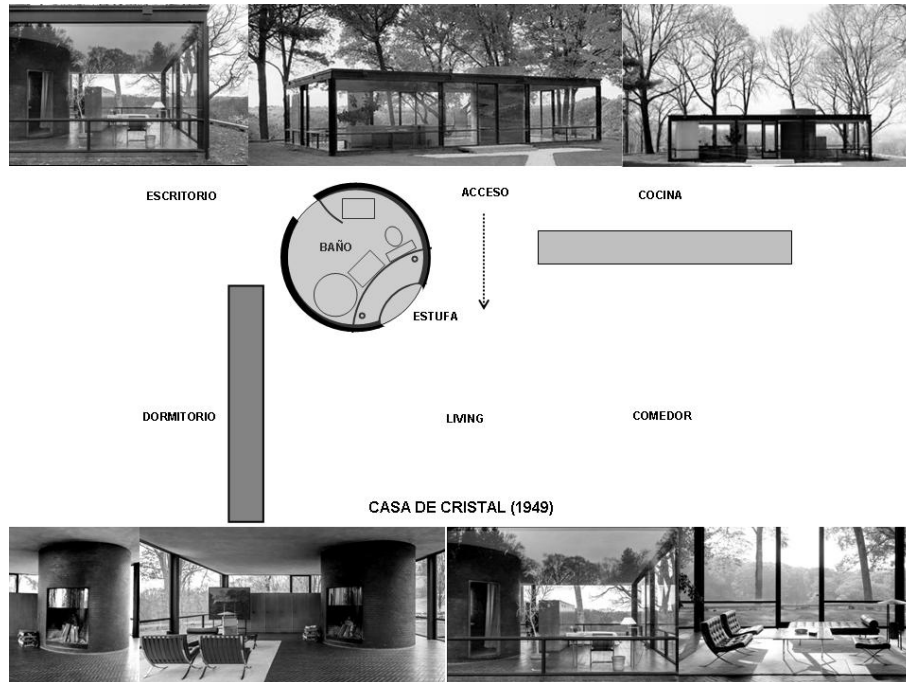 ESCRITORIO
ACCESO
COCINA
BAÑO
ESTUFA
DORMITORIO
LIVING
COMEDOR
CASA DE CRISTAL (1949)